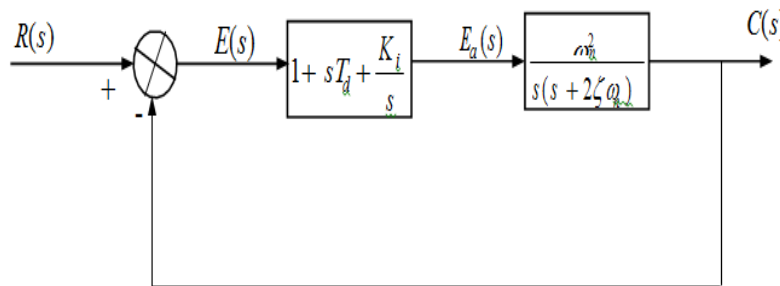 R(s)
E(s)
1 + sT_d + K_i / s
E_a(s)
ω_n^2 / s(s + 2ζω_n)
C(s)
+
-